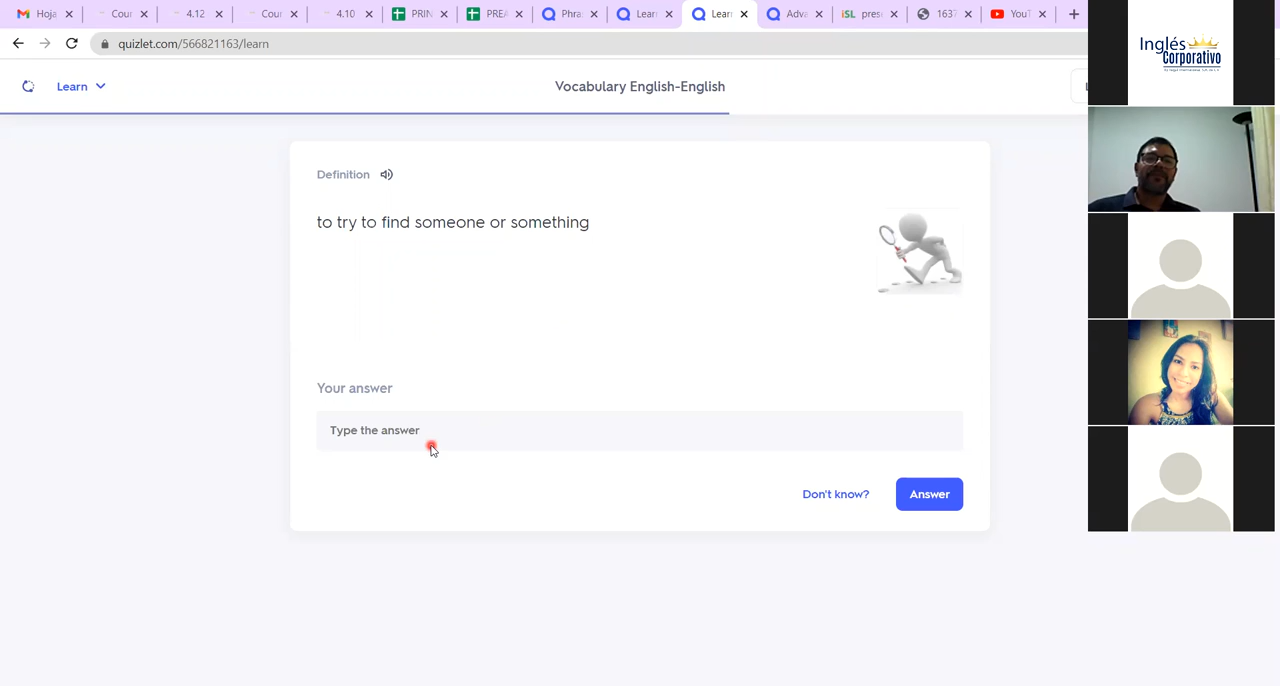 Hoja
Cour
4.12
Cour
4.10
PRIN
PREA
Phra
Lear
Lear
Adva
iSL pres
1637
YouT
quizlet.com/566821163/learn
Learn
Vocabulary English-English
Definition
to try to find someone or something
Your answer
Type the answer
Don't know?
Answer
Inglés
Corporativo